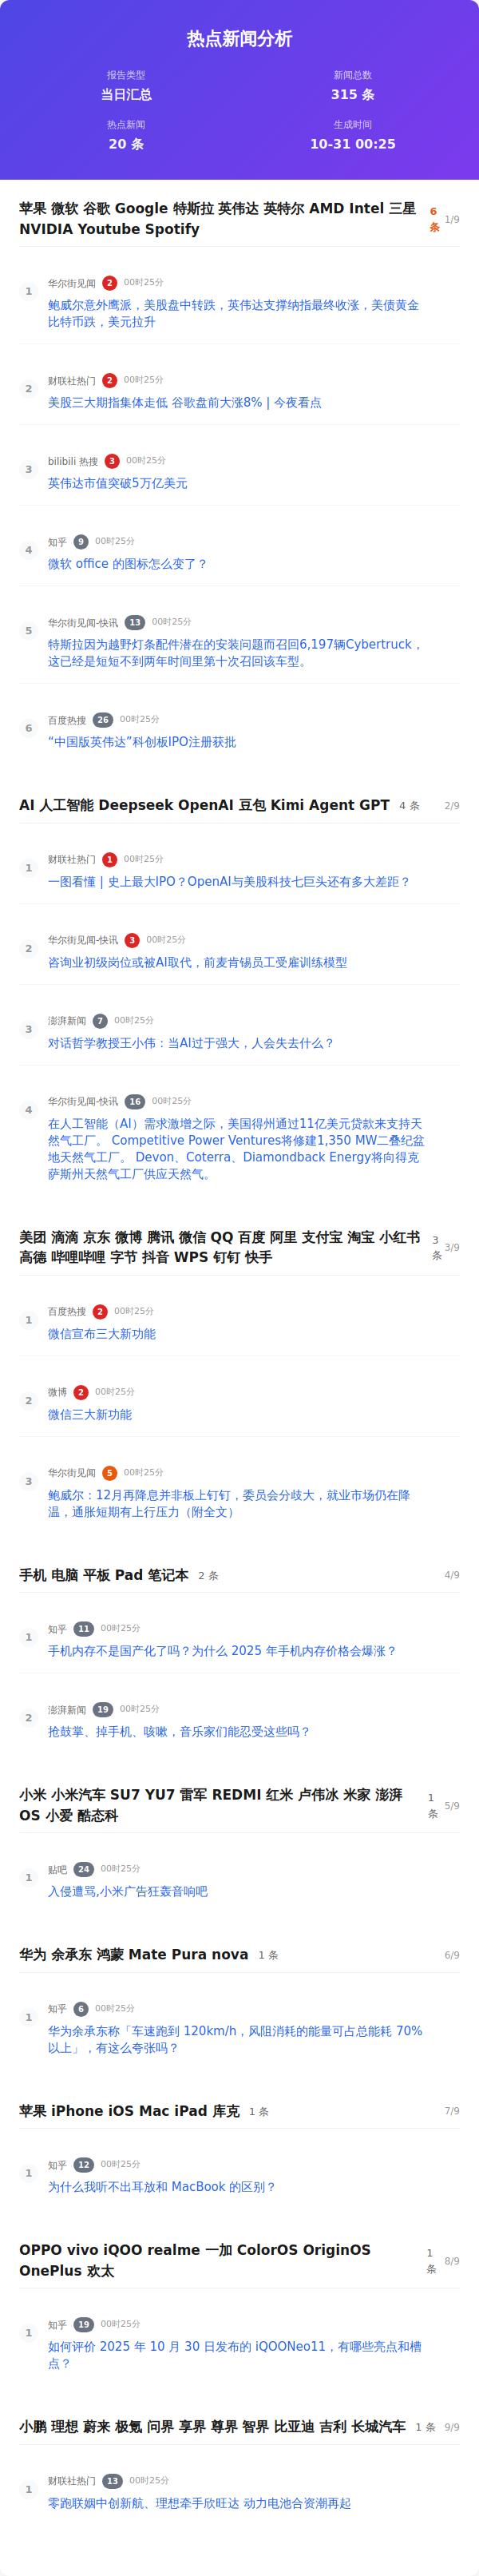 热点新闻分析
报告类型
当日汇总
新闻总数
315 条
热点新闻
20 条
生成时间
10-31 00:25
苹果 微软 谷歌 Google 特斯拉 英伟达 英特尔 AMD Intel 三星
NVIDIA Youtube Spotify
6
条
1/9
1
华尔街见闻 2 00时25分
鲍威尔意外鹰派，美股盘中转跌，英伟达支撑纳指最终收涨，美债黄金
比特币跌，美元拉升
2
财联社热门 2 00时25分
美股三大期指集体走低 谷歌盘前大涨8% | 今夜看点
3
bilibili 热搜 3 00时25分
英伟达市值突破5万亿美元
4
知乎 9 00时25分
微软 office 的图标怎么变了？
5
华尔街见闻-快讯 13 00时25分
特斯拉因为越野灯条配件潜在的安装问题而召回6,197辆Cybertruck，
这已经是短短不到两年时间里第十次召回该车型。
6
百度热搜 26 00时25分
“中国版英伟达”科创板IPO注册获批
AI 人工智能 Deepseek OpenAI 豆包 Kimi Agent GPT 4 条 2/9
1
财联社热门 1 00时25分
一图看懂 | 史上最大IPO？OpenAI与美股科技七巨头还有多大差距？
2
华尔街见闻-快讯 3 00时25分
咨询业初级岗位或被AI取代，前麦肯锡员工受雇训练模型
3
澎湃新闻 7 00时25分
对话哲学教授王小伟：当AI过于强大，人会失去什么？
4
华尔街见闻-快讯 16 00时25分
在人工智能（AI）需求激增之际，美国得州通过11亿美元贷款来支持天
然气工厂。 Competitive Power Ventures将修建1,350 MW二叠纪盆
地天然气工厂。 Devon、Coterra、Diamondback Energy将向得克
萨斯州天然气工厂供应天然气。
美团 滴滴 京东 微博 腾讯 微信 QQ 百度 阿里 支付宝 淘宝 小红书
高德 哔哩哔哩 字节 抖音 WPS 钉钉 快手
3
条
3/9
1
百度热搜 2 00时25分
微信宣布三大新功能
2
微博 2 00时25分
微信三大新功能
3
华尔街见闻 5 00时25分
鲍威尔：12月再降息并非板上钉钉，委员会分歧大，就业市场仍在降
温，通胀短期有上行压力（附全文）
手机 电脑 平板 Pad 笔记本 2 条 4/9
1
知乎 11 00时25分
手机内存不是国产化了吗？为什么 2025 年手机内存价格会爆涨？
2
澎湃新闻 19 00时25分
抢鼓掌、掉手机、咳嗽，音乐家们能忍受这些吗？
小米 小米汽车 SU7 YU7 雷军 REDMI 红米 卢伟冰 米家 澎湃
OS 小爱 酷态科
1
条
5/9
1
贴吧 24 00时25分
入侵遭骂,小米广告狂轰音响吧
华为 余承东 鸿蒙 Mate Pura nova 1 条 6/9
1
知乎 6 00时25分
华为余承东称「车速跑到 120km/h，风阻消耗的能量可占总能耗 70%
以上」，有这么夸张吗？
苹果 iPhone iOS Mac iPad 库克 1 条 7/9
1
知乎 12 00时25分
为什么我听不出耳放和 MacBook 的区别？
OPPO vivo iQOO realme 一加 ColorOS OriginOS
OnePlus 欢太
1
条
8/9
1
知乎 19 00时25分
如何评价 2025 年 10 月 30 日发布的 iQOONeo11，有哪些亮点和槽
点？
小鹏 理想 蔚来 极氪 问界 享界 尊界 智界 比亚迪 吉利 长城汽车 1 条 9/9
1
财联社热门 13 00时25分
零跑联姻中创新航、理想牵手欣旺达 动力电池合资潮再起